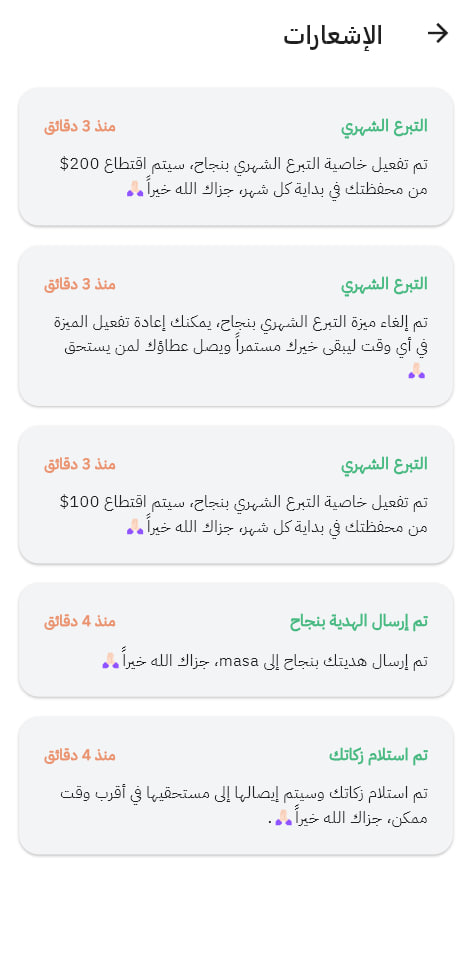 الإشعارات
التبرع الشهري
منذ 3 دقائق
تم تفعيل خاصية التبرع الشهري بنجاح، سيتم اقتطاع 200$
من محفظتك في بداية كل شهر، جزاك الله خيراً🙏🏻
التبرع الشهري
منذ 3 دقائق
تم إلغاء ميزة التبرع الشهري بنجاح، يمكنك إعادة تفعيل الميزة
في أي وقت ليبقى خيرك مستمراً ويصل عطاؤك لمن يستحق
🙏🏻
التبرع الشهري
منذ 3 دقائق
تم تفعيل خاصية التبرع الشهري بنجاح، سيتم اقتطاع 100$
من محفظتك في بداية كل شهر، جزاك الله خيراً🙏🏻
تم إرسال الهدية بنجاح
منذ 4 دقائق
تم إرسال هديتك بنجاح إلى masa، جزاك الله خيراً🙏🏻
تم استلام زكاتك
منذ 4 دقائق
تم استلام زكاتك وسيتم إيصالها إلى مستحقيها في أقرب وقت
ممكن، جزاك الله خيراً🙏🏻.